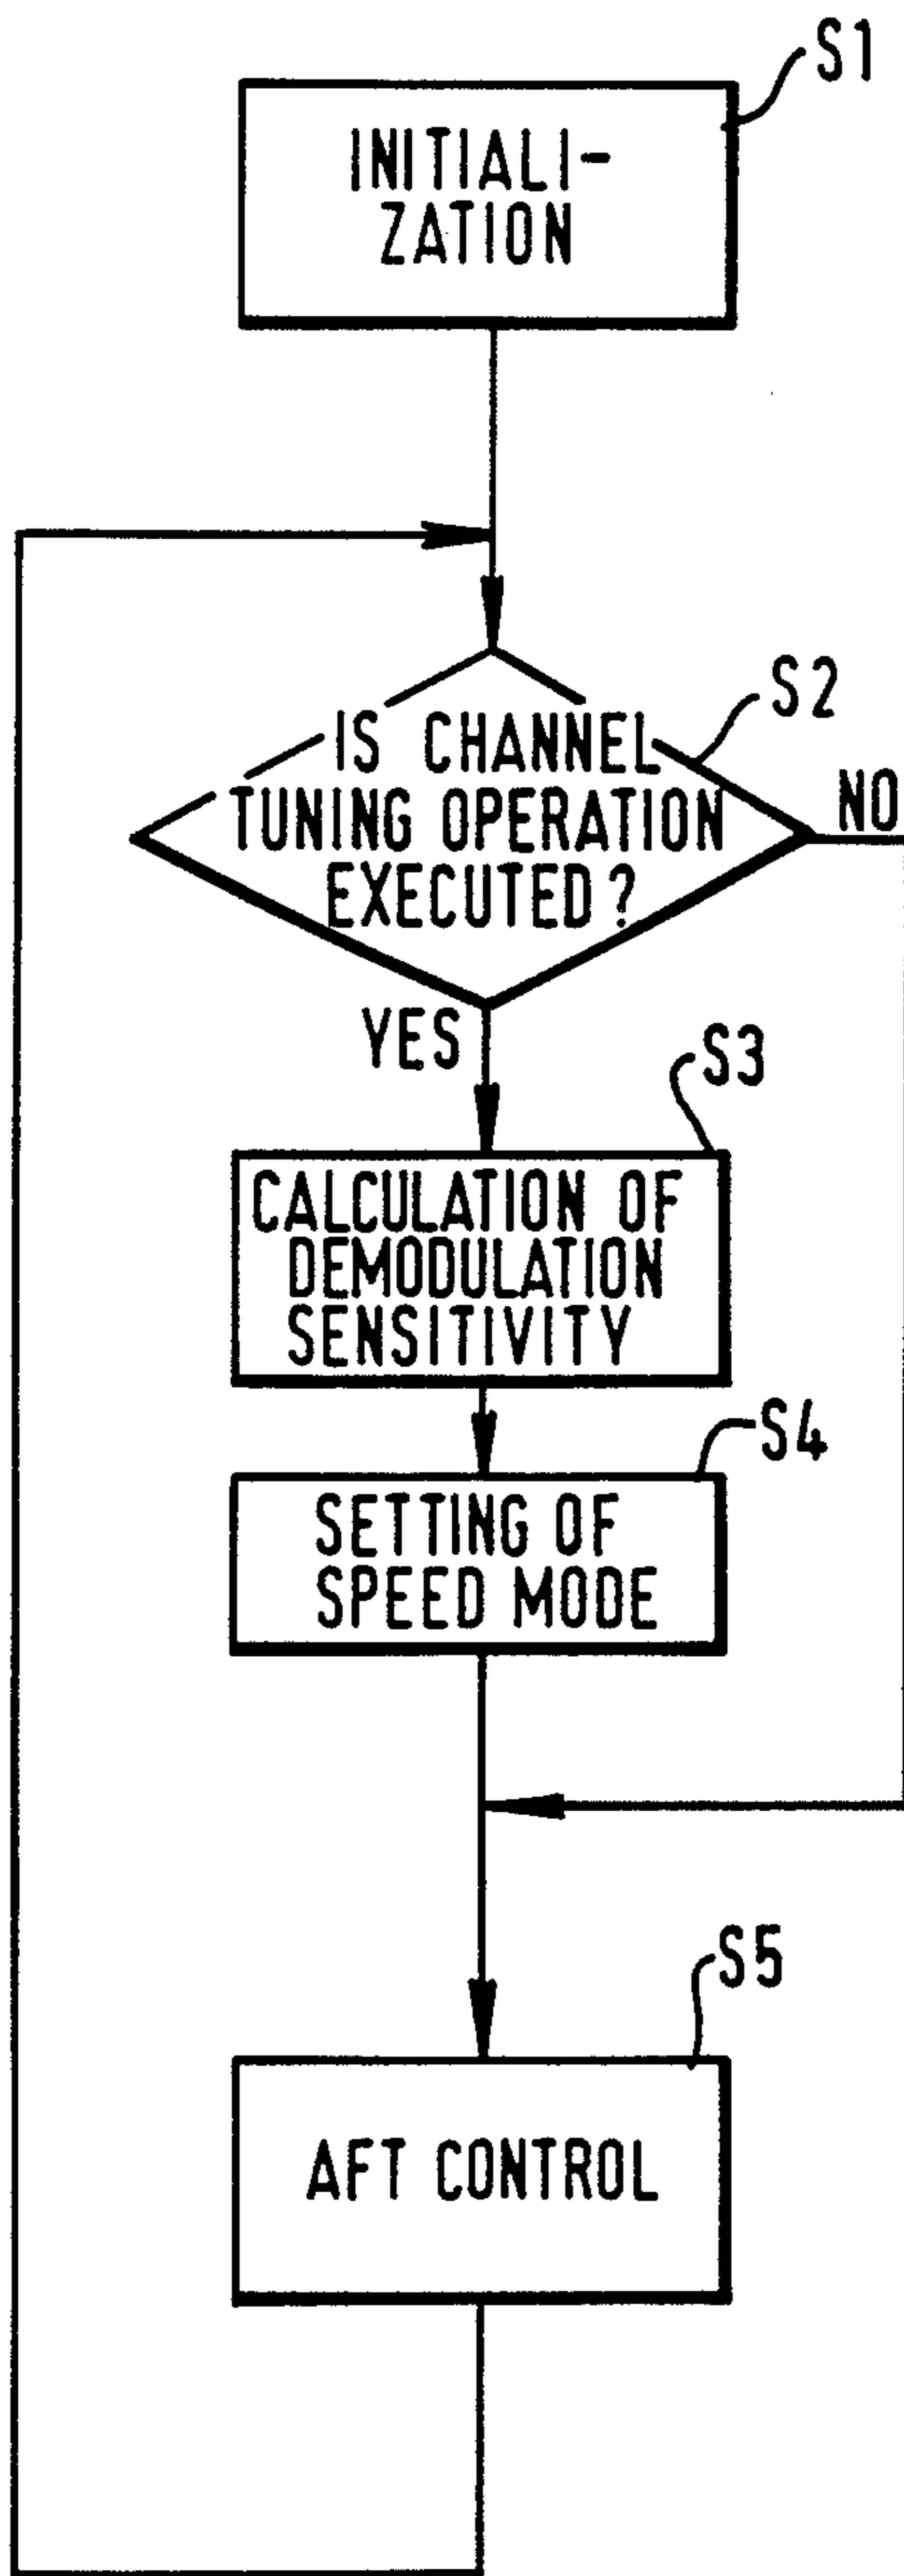 S1
INITIALI-
ZATION
S2
IS CHANNEL
TUNING OPERATION
EXECUTED?
NO
YES
S3
CALCULATION OF
DEMODULATION
SENSITIVITY
S4
SETTING OF
SPEED MODE
S5
AFT CONTROL